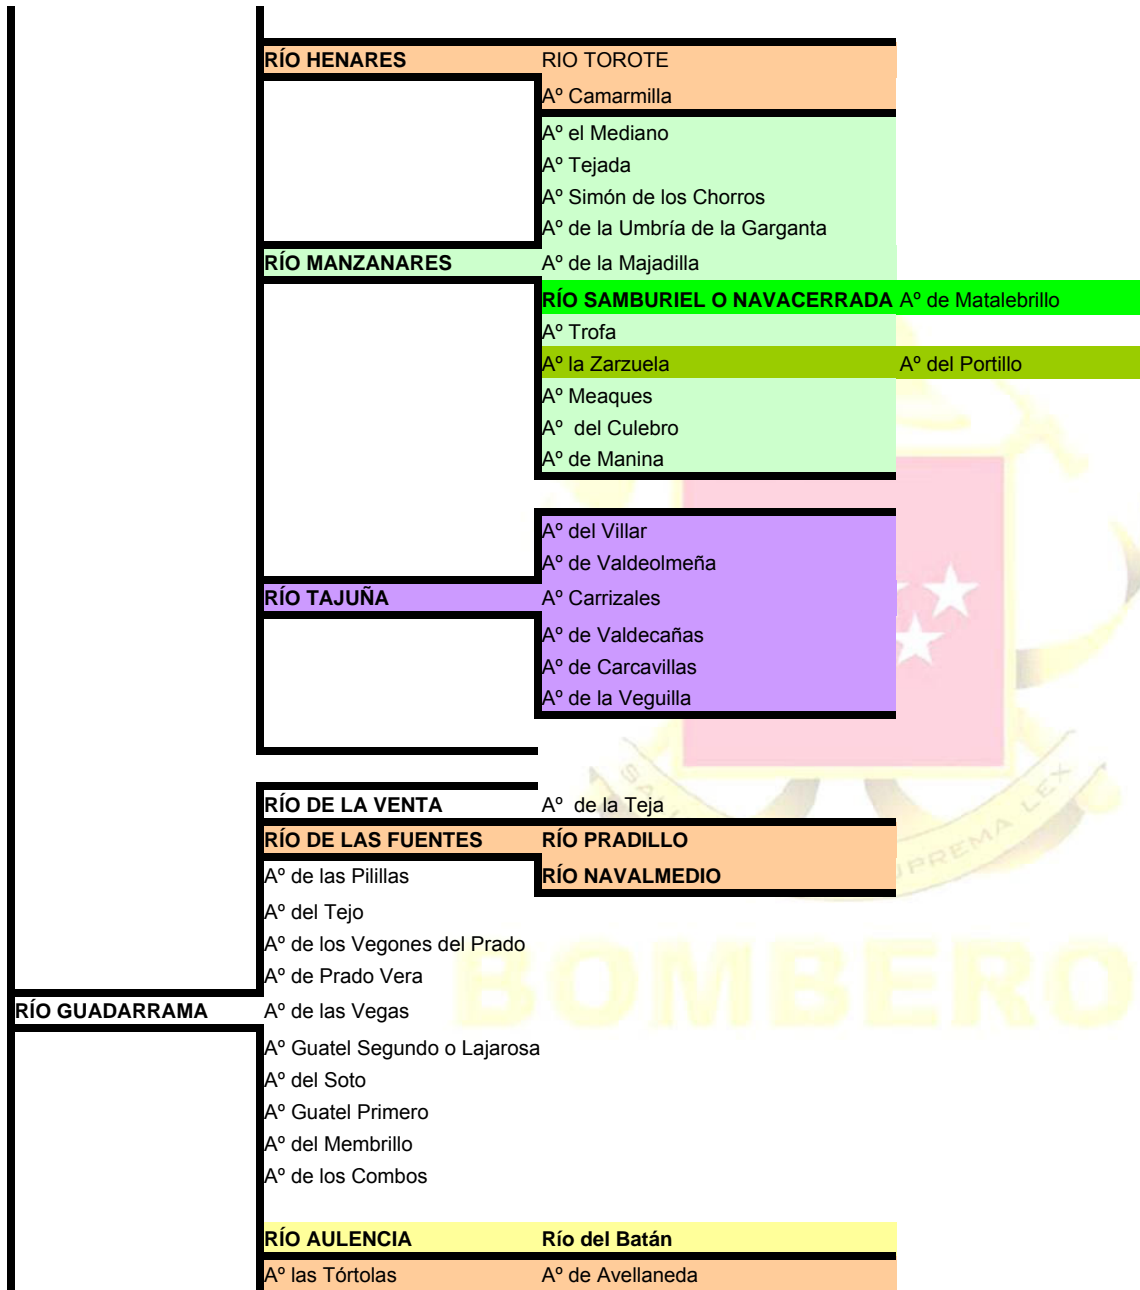 RÍO HENARES RIO TOROTE
Aº Camarmilla
Aº el Mediano
Aº Tejada
Aº Simón de los Chorros
Aº de la Umbría de la Garganta
RÍO MANZANARES Aº de la Majadilla
RÍO SAMBURIEL O NAVACERRADA Aº de Matalebrillo
Aº Trofa
Aº la Zarzuela Aº del Portillo
Aº Meaques
Aº del Culebro
Aº de Manina
Aº del Villar
Aº de Valdeolmeña
RÍO TAJUÑA Aº Carrizales
Aº de Valdecañas
Aº de Carcavillas
Aº de la Veguilla
RÍO DE LA VENTA Aº de la Teja
RÍO DE LAS FUENTES RÍO PRADILLO
Aº de las Pilillas RÍO NAVALMEDIO
Aº del Tejo
Aº de los Vegones del Prado
Aº de Prado Vera
RÍO GUADARRAMA Aº de las Vegas
Aº Guatel Segundo o Lajarosa
Aº del Soto
Aº Guatel Primero
Aº del Membrillo
Aº de los Combos
RÍO AULENCIA Río del Batán
Aº las Tórtolas Aº de Avellaneda
BOMBERO